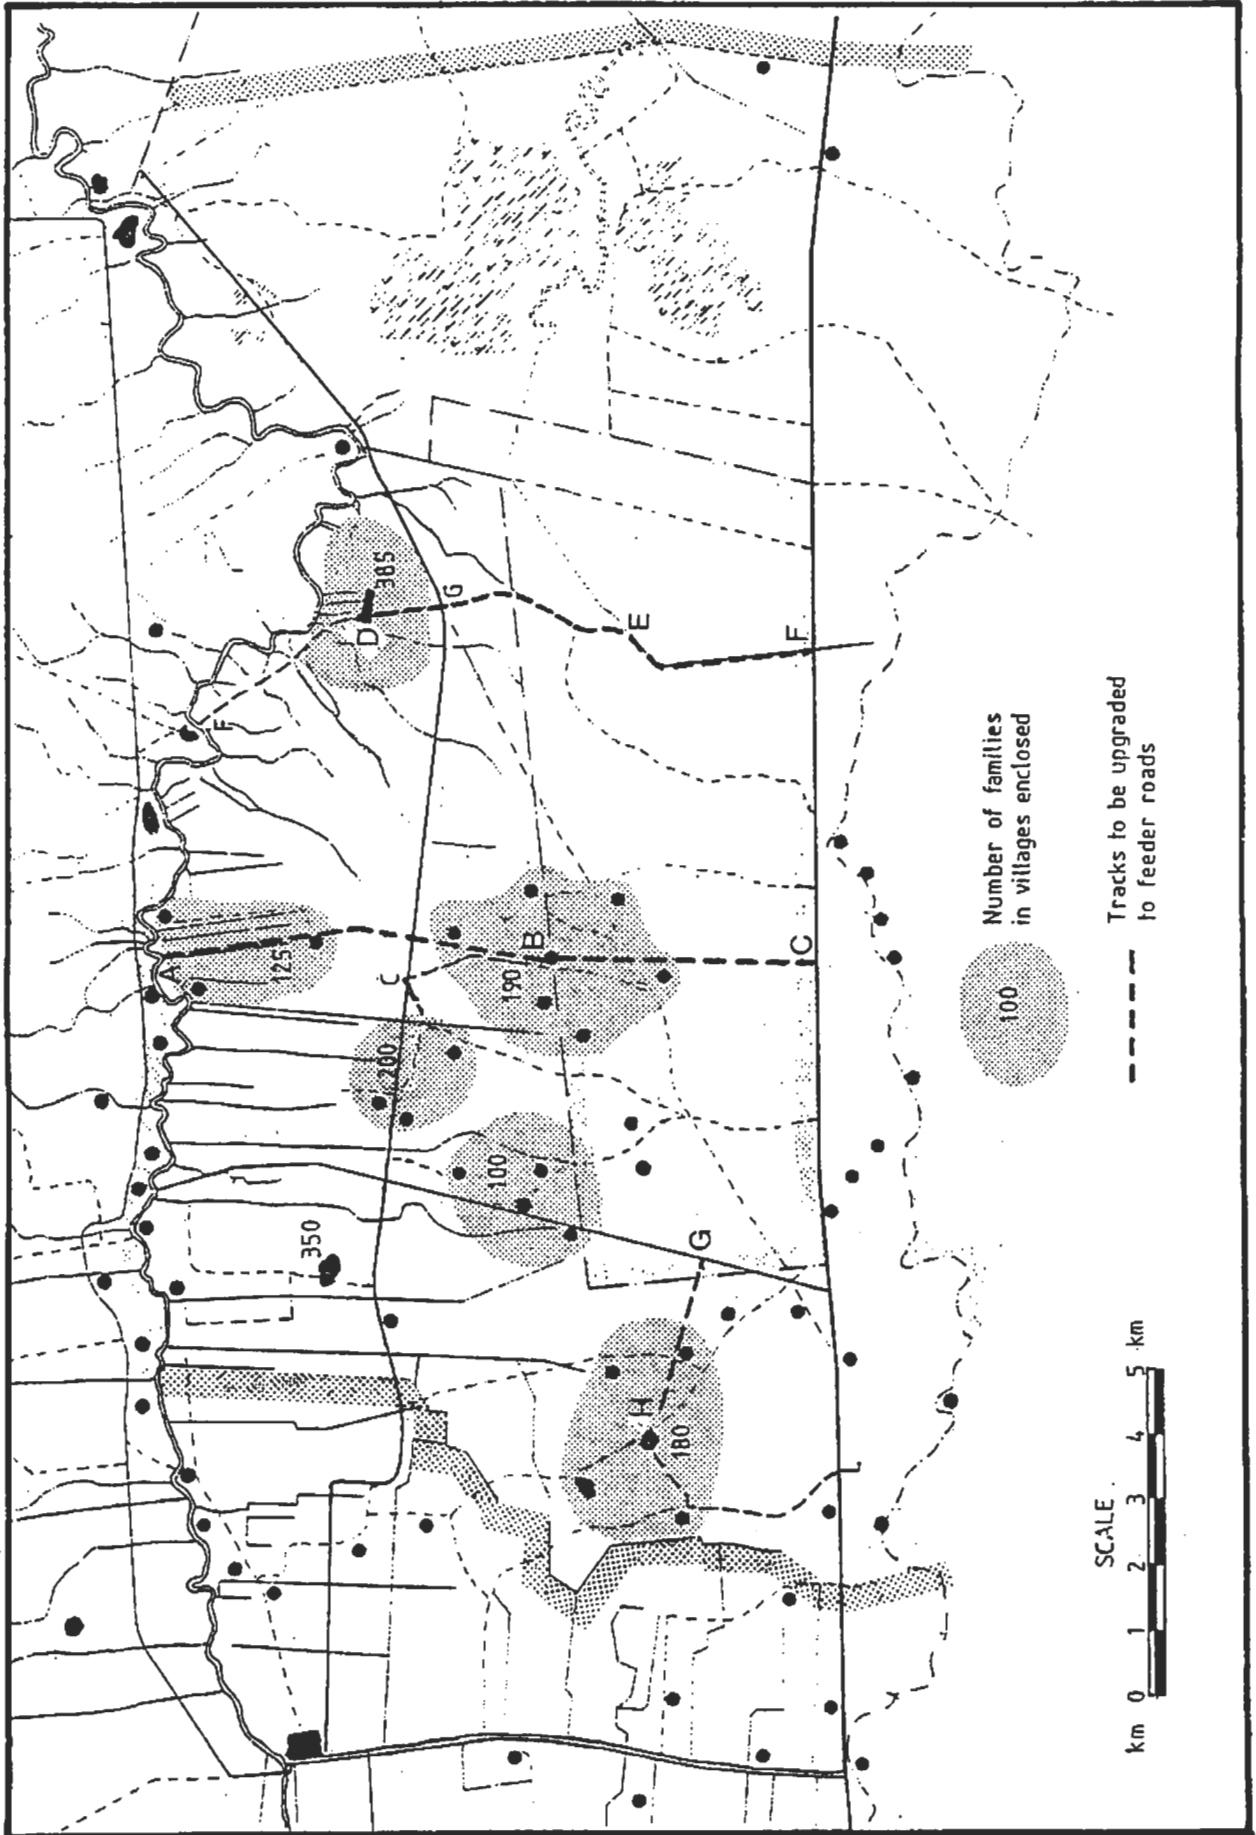 A
F
125
350
D
385
200
C
G
100
190
B
E
H
180
G
F
C
100
Number of families
in villages enclosed
Tracks to be upgraded
to feeder roads
SCALE
km 0 1 2 3 4 5 km